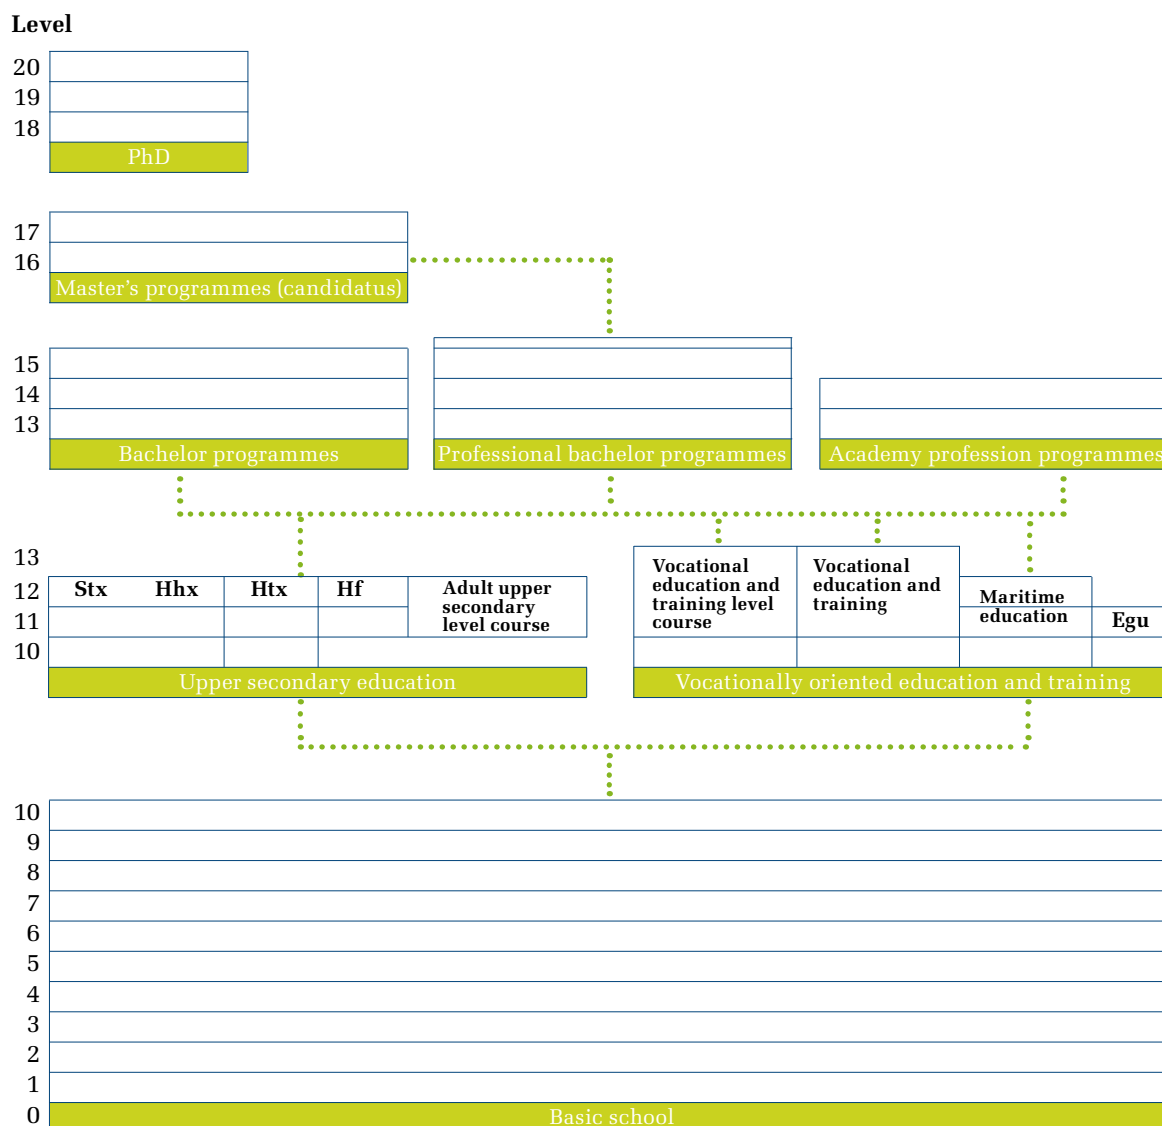 Level
20
19
18
PhD
17
16
Master's programmes (candidatus)
15
14
13
Bachelor programmes
Professional bachelor programmes
Academy profession programmes
13
12
11
10
Stx
Hhx
Htx
Hf
Adult upper
secondary
level course
Vocational
education and
training level
course
Vocational
education and
training
Maritime
education
Egu
Upper secondary education
Vocationally oriented education and training
10
9
8
7
6
5
4
3
2
1
0
Basic school